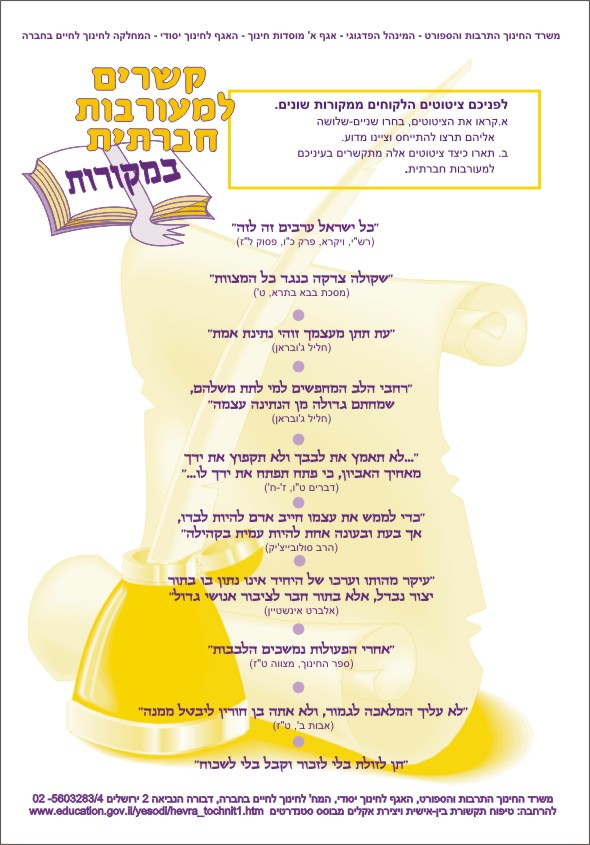 משרד החינוך התרבות והספורט - המינהל הפדגוגי - אגף א' מוסדות חינוך - האגף לחינוך יסודי - המחלקה לחינוך לחיים בחברה
קשרים
למעורבות
חברתית
במקורות
לפניכם ציטוטים הלקוחים ממקורות שונים.
א.קראו את הציטוטים, בחרו שניים-שלושה
אליהם תרצו להתייחס וציינו מדוע.
ב. תארו כיצד ציטוטים אלה מתקשרים בעיניכם
למעורבות חברתית.
"כל ישראל ערבים זה לזה"
(רש"י, ויקרא, פרק כ"ו, פסוק ל"ז)
"שקולה צדקה כנגד כל המצוות"
(מסכת בבא בתרא, ט')
"עת תתן מעצמך זוהי נתינת אמת"
(חליל ג'ובראן)
"רחבי הלב המחפשים למי לתת משלהם,
שמחתם גדולה מן הנתינה עצמה"
(חליל ג'ובראן)
"...לא תאמץ את לבבך ולא תקפוץ את ידך
מאחיך האביון, כי פתח תפתח את ידך לו..."
(דברים ט"ו, ז'-ח')
"כדי לממש את עצמו חייב אדם להיות לבדו,
אך בעת ובעונה אחת להיות עמית בקהילה"
(הרב סולובייצ'יק)
"עיקר מהותו וערכו של היחיד אינו נתון בו בתור
יצור נבדל, אלא בתור חבר לציבור אנושי גדול"
(אלברט אינשטיין)
"אחרי הפעולות נמשכים הלבבות"
(ספר החינוך, מצווה ט"ז)
"לא עליך המלאכה לגמור, ולא אתה בן חורין ליבטל ממנה"
(אבות ב', ט"ז)
"תן לזולת בלי לזכור וקבל בלי לשכוח"
משרד החינוך התרבות והספורט, האגף לחינוך יסודי, המח' לחינוך לחיים בחברה, דבורה הנביאה 2 ירושלים 02 -5603283/4
להרחבה: טיפוח תקשורת בין-אישית ויצירת אקלים מבוסס סטנדרטים www.education.gov.il/yesodi/hevra_tochnit1.htm